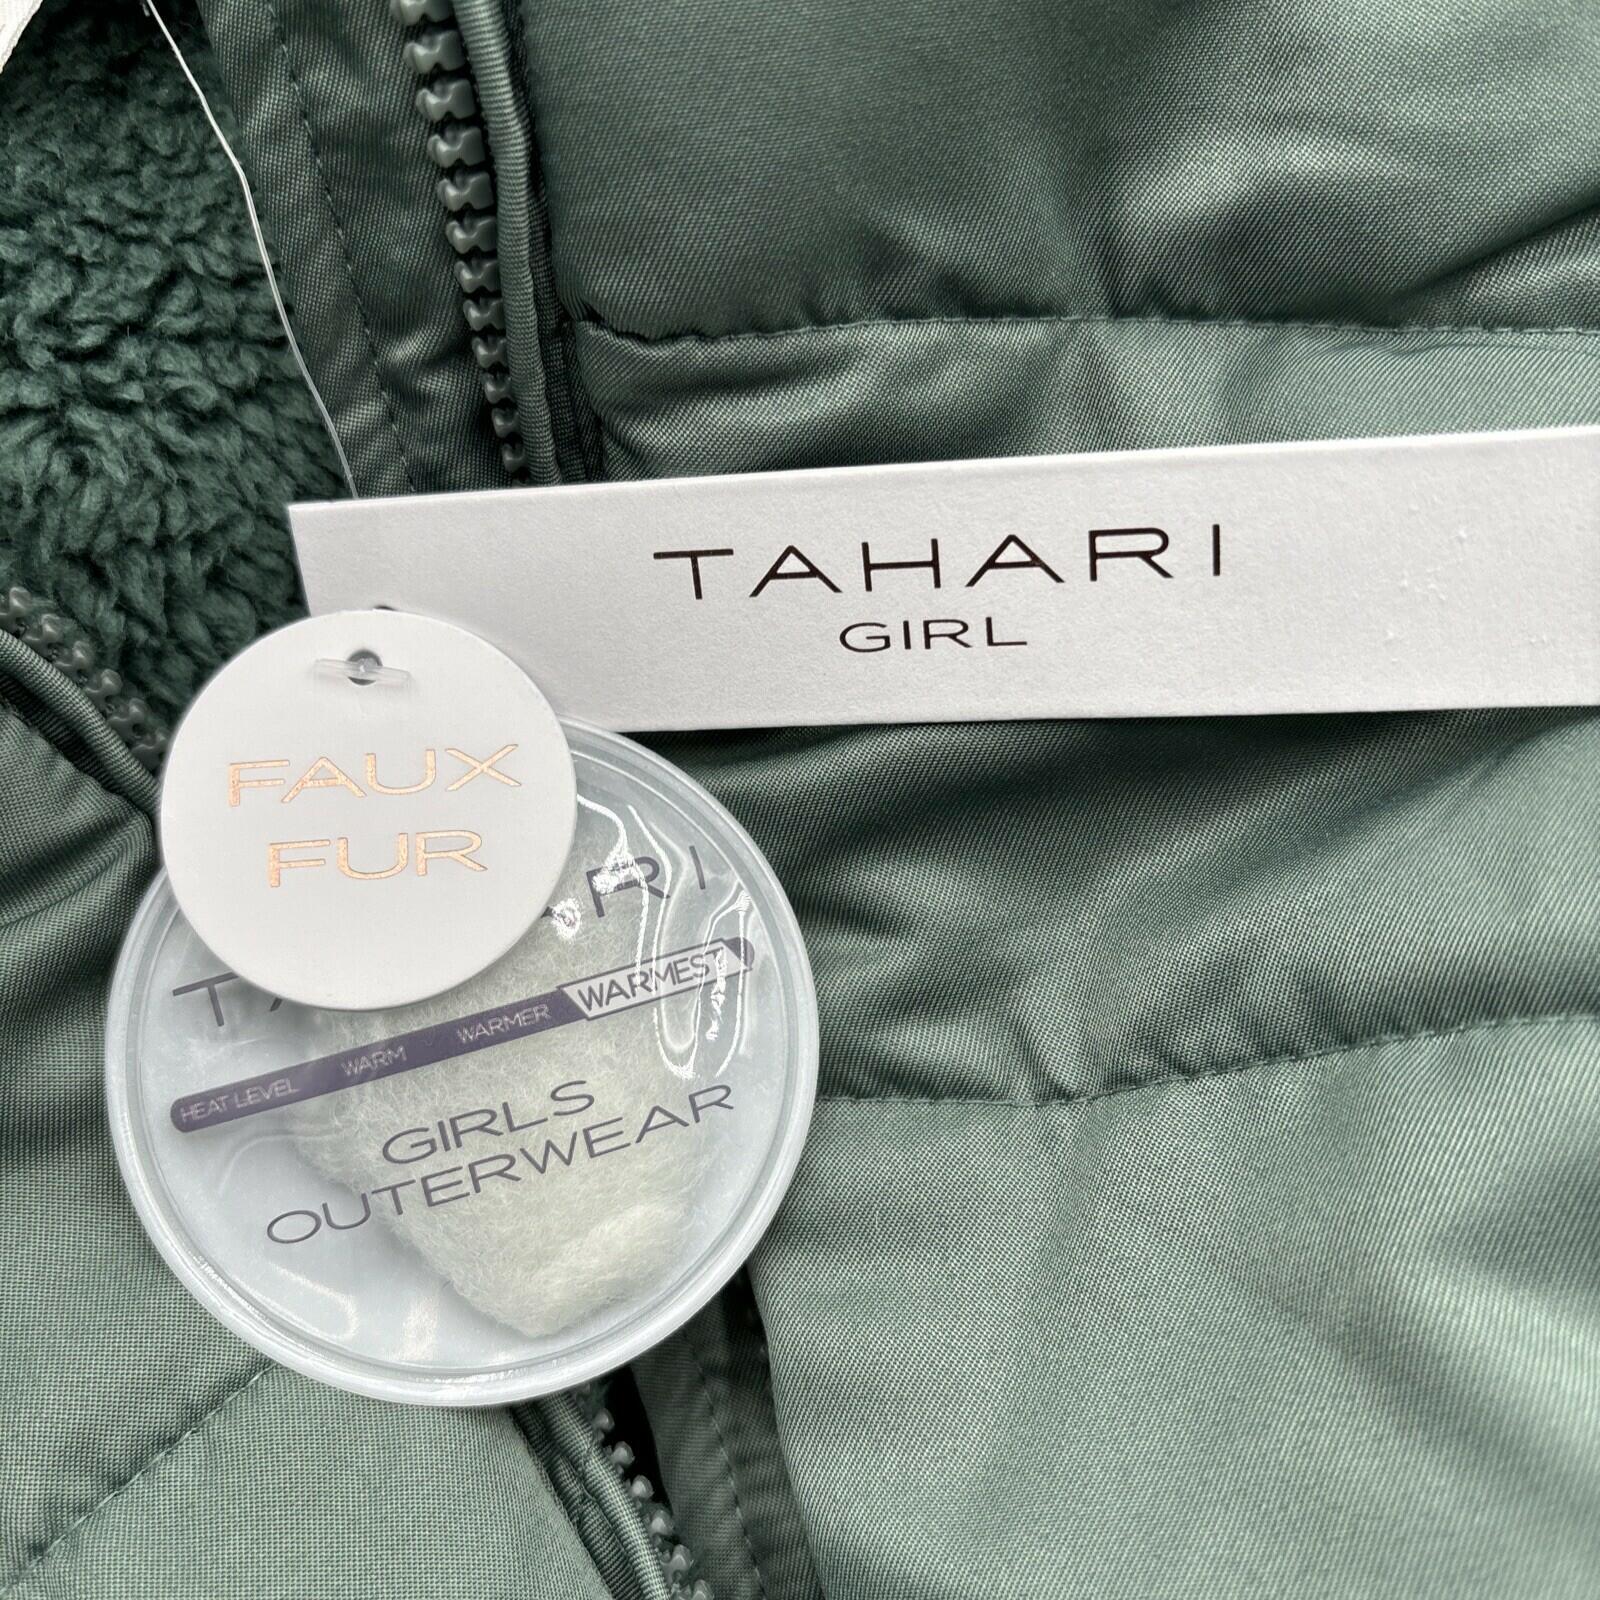 TAHARI
GIRL
FAUX
FUR
HEAT LEVEL WARM WARMER WARMEST
GIRLS
OUTERWEAR